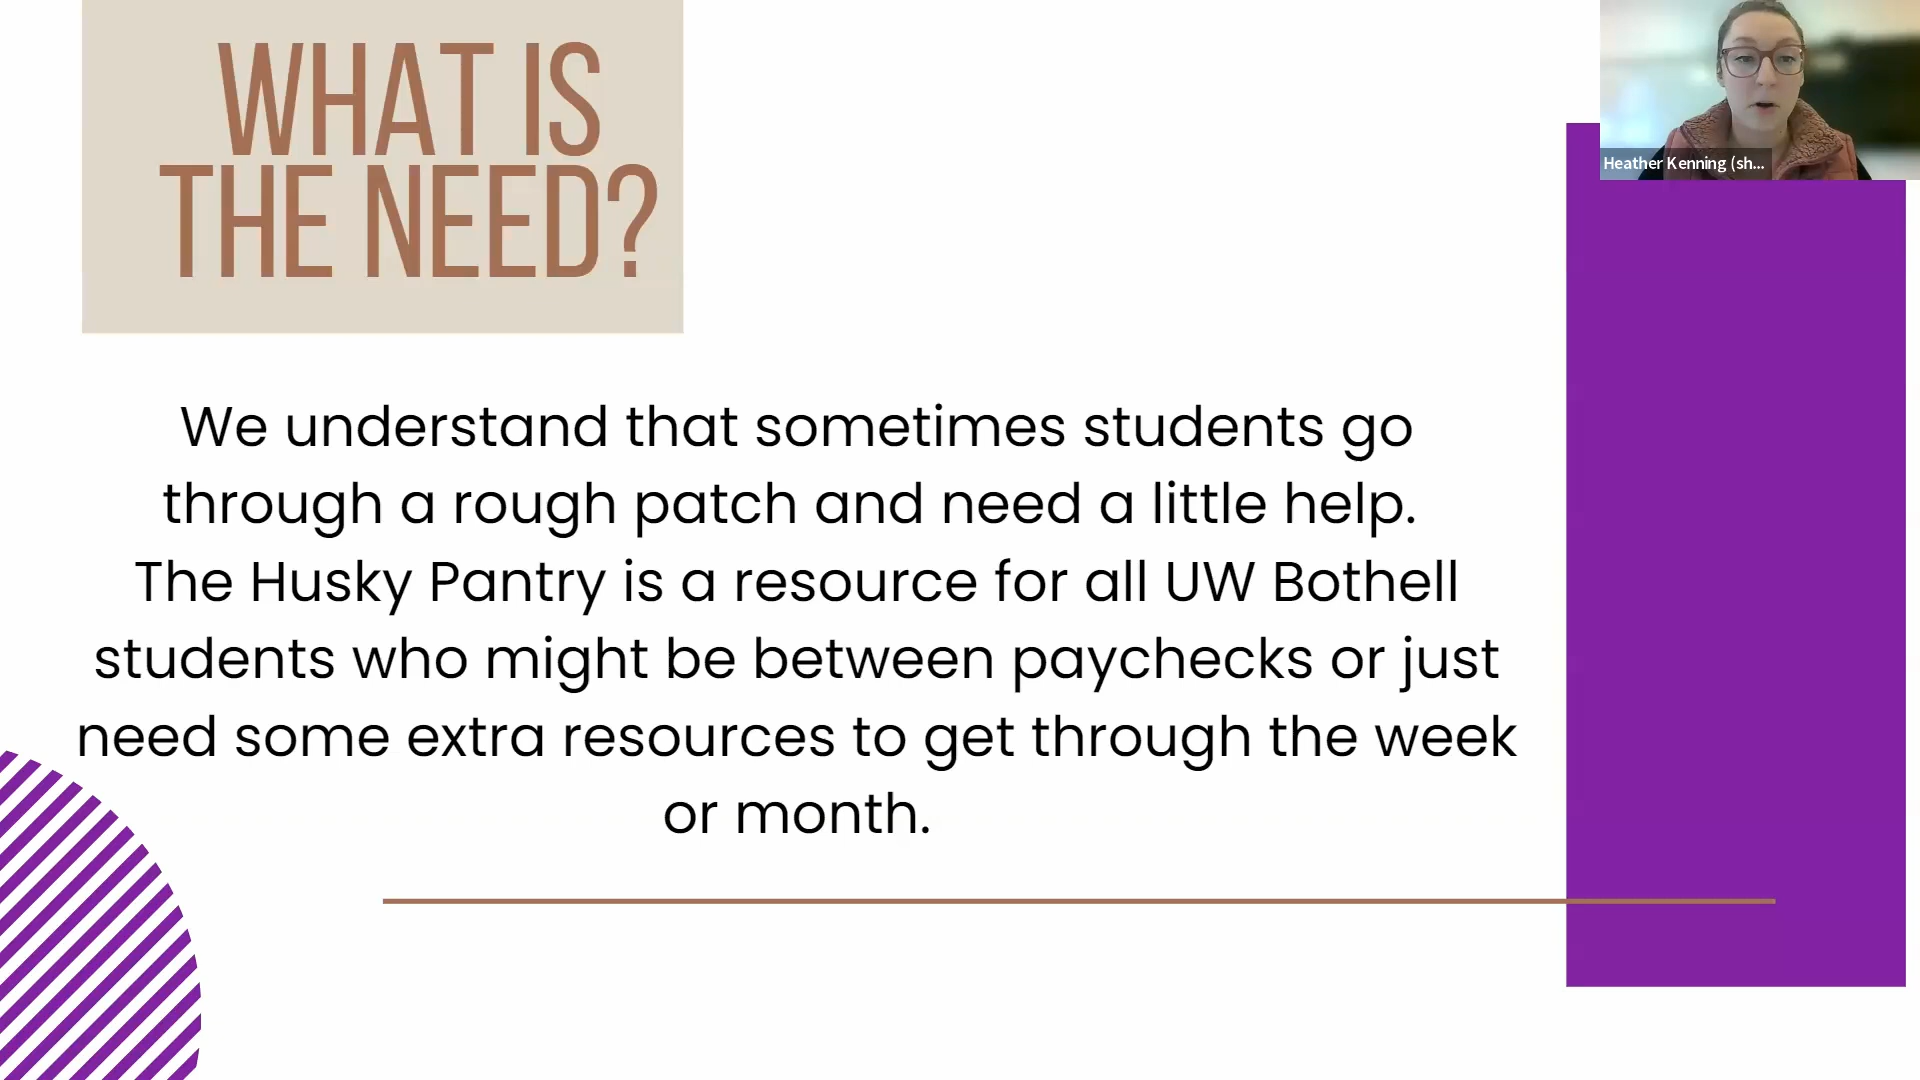 WHAT IS
THE NEED?
Heather Kenning (sh...
We understand that sometimes students go
through a rough patch and need a little help.
The Husky Pantry is a resource for all UW Bothell
students who might be between paychecks or just
need some extra resources to get through the week
or month.